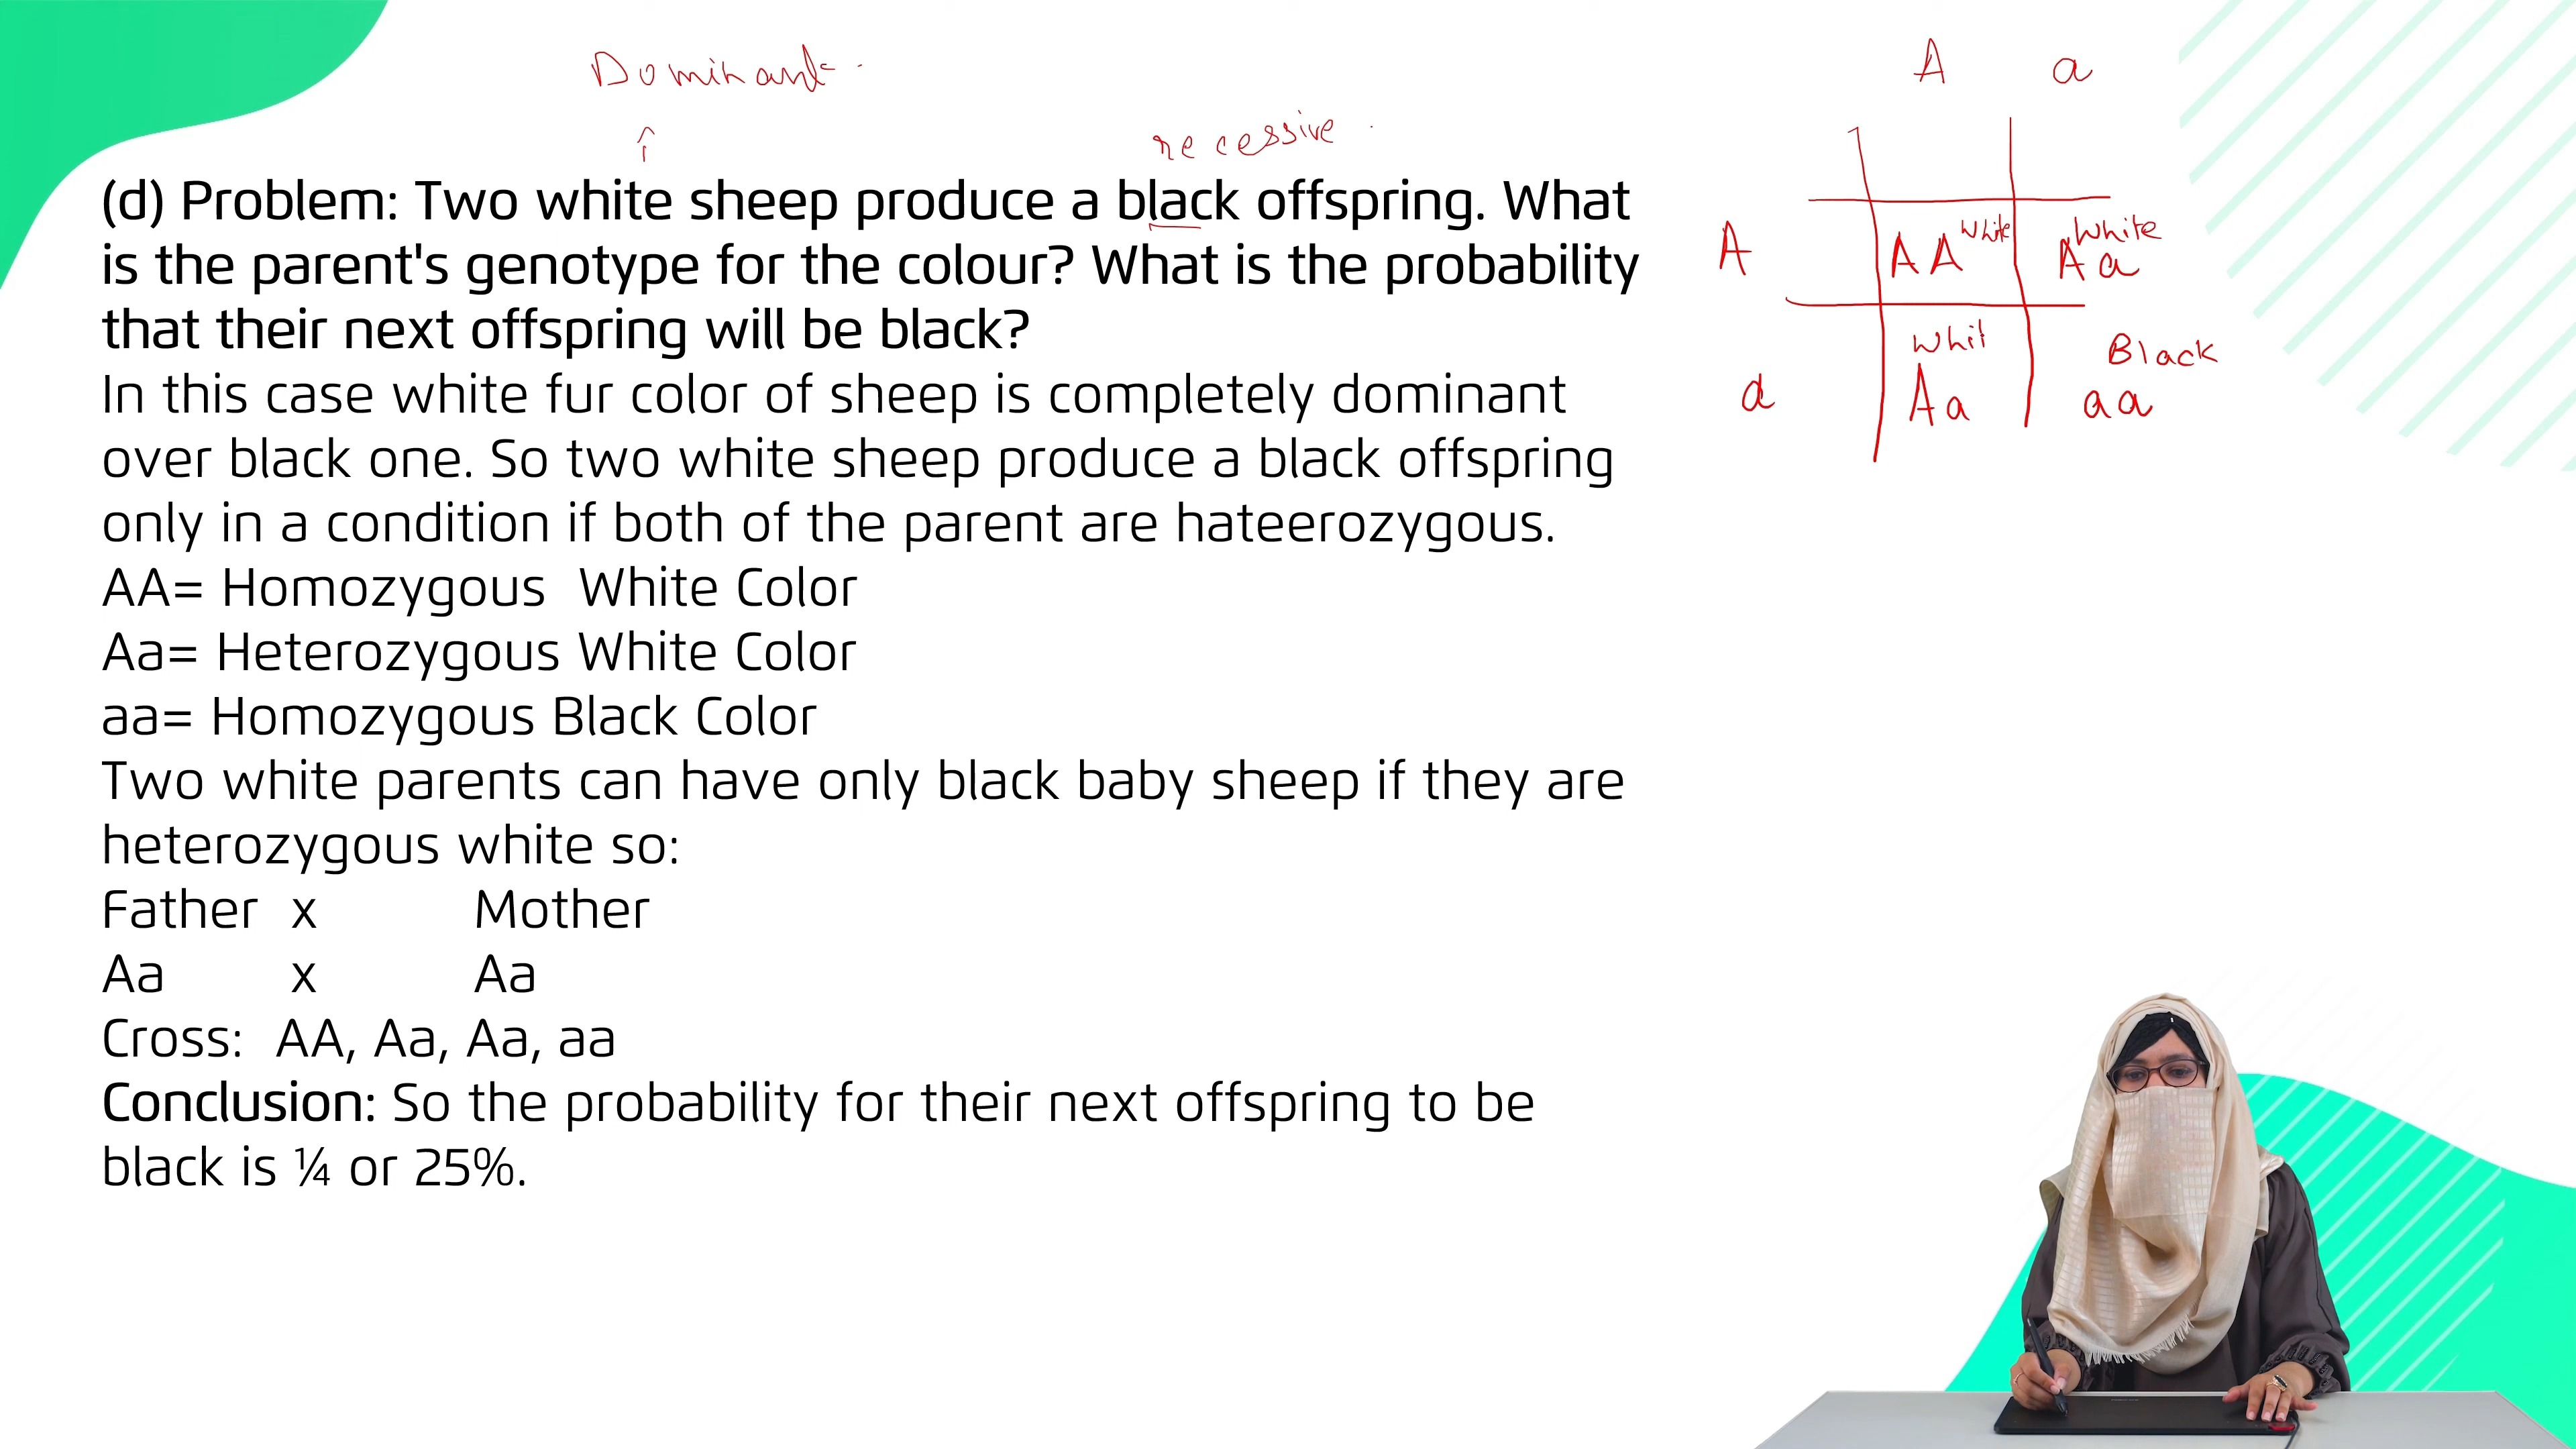 Dominant.
recessive.
(d) Problem: Two white sheep produce a black offspring. What
is the parent's genotype for the colour? What is the probability
that their next offspring will be black?
In this case white fur color of sheep is completely dominant
over black one. So two white sheep produce a black offspring
only in a condition if both of the parent are hateerozygous.
AA= Homozygous White Color
Aa= Heterozygous White Color
aa= Homozygous Black Color
Two white parents can have only black baby sheep if they are
heterozygous white so:
Father x Mother
Aa x Aa
Cross: AA, Aa, Aa, aa
Conclusion: So the probability for their next offspring to be
black is ¼ or 25%.
A a
White White
A AA Aa
Whit Black
a Aa aa